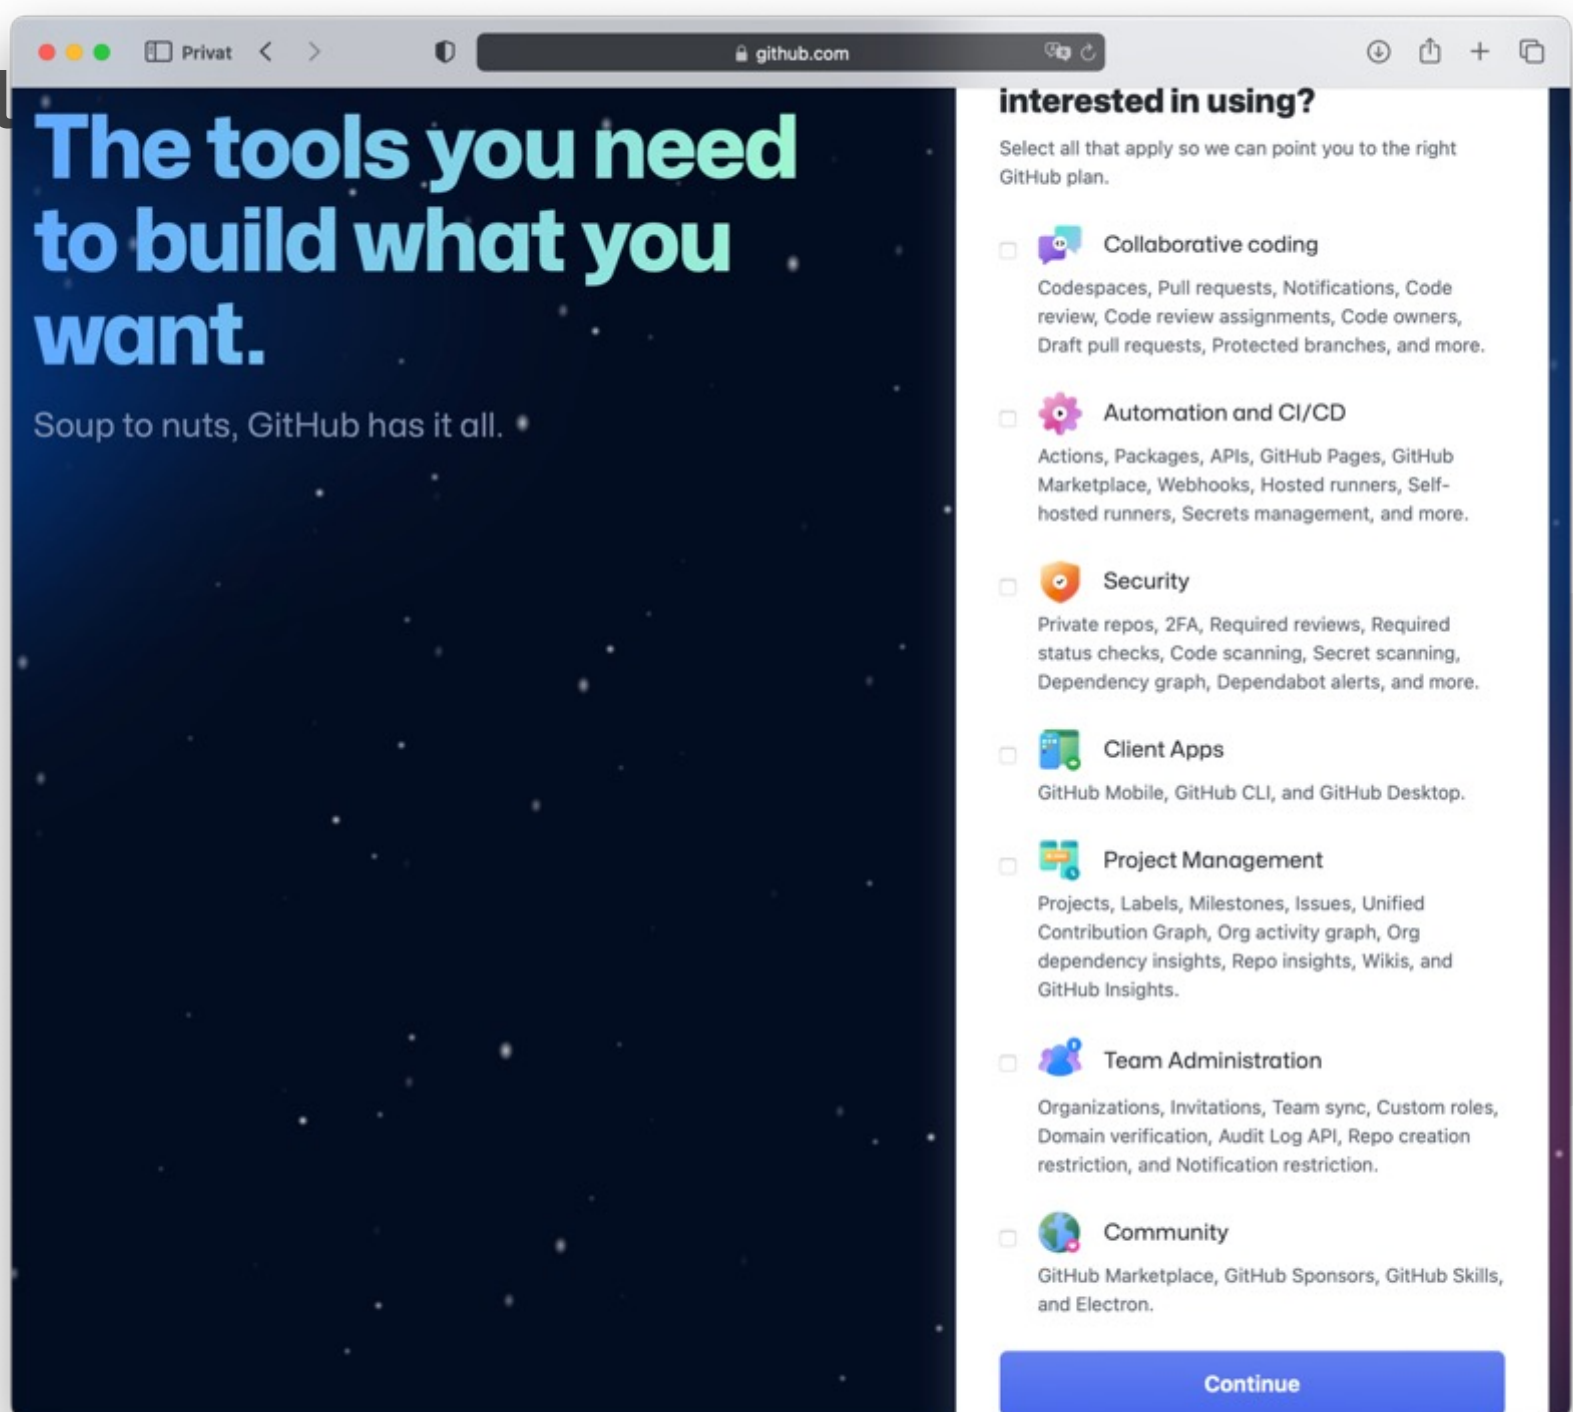 Privat
github.com
The tools you need
to build what you
want.
Soup to nuts, GitHub has it all.
interested in using?
Select all that apply so we can point you to the right
GitHub plan.
Collaborative coding
Codespaces, Pull requests, Notifications, Code
review, Code review assignments, Code owners,
Draft pull requests, Protected branches, and more.
Automation and CI/CD
Actions, Packages, APIs, GitHub Pages, GitHub
Marketplace, Webhooks, Hosted runners, Self-
hosted runners, Secrets management, and more.
Security
Private repos, 2FA, Required reviews, Required
status checks, Code scanning, Secret scanning,
Dependency graph, Dependabot alerts, and more.
Client Apps
GitHub Mobile, GitHub CLI, and GitHub Desktop.
Project Management
Projects, Labels, Milestones, Issues, Unified
Contribution Graph, Org activity graph, Org
dependency insights, Repo insights, Wikis, and
GitHub Insights.
Team Administration
Organizations, Invitations, Team sync, Custom roles,
Domain verification, Audit Log API, Repo creation
restriction, and Notification restriction.
Community
GitHub Marketplace, GitHub Sponsors, GitHub Skills,
and Electron.
Continue